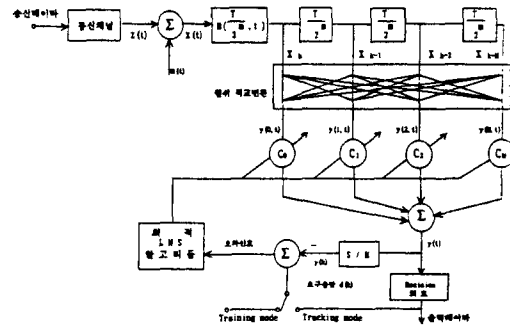 송신데이타
통신채널
Z(t)
Σ
X(t)
n(t)
T
m
, t )
T
2
m
T
2
m
T
2
m
X k
X k-1
X k-2
X k-N
y(0,t)
y(1,t)
y(2,t)
y(N,t)
C0
C1
C2
CN
Σ
y(t)
최적
LMS
알고리듬
오차신호
Σ
-
y(k)
S / H
Decision
회로
요구응답 d(k)
Training mode
Tracking mode
출력데이타